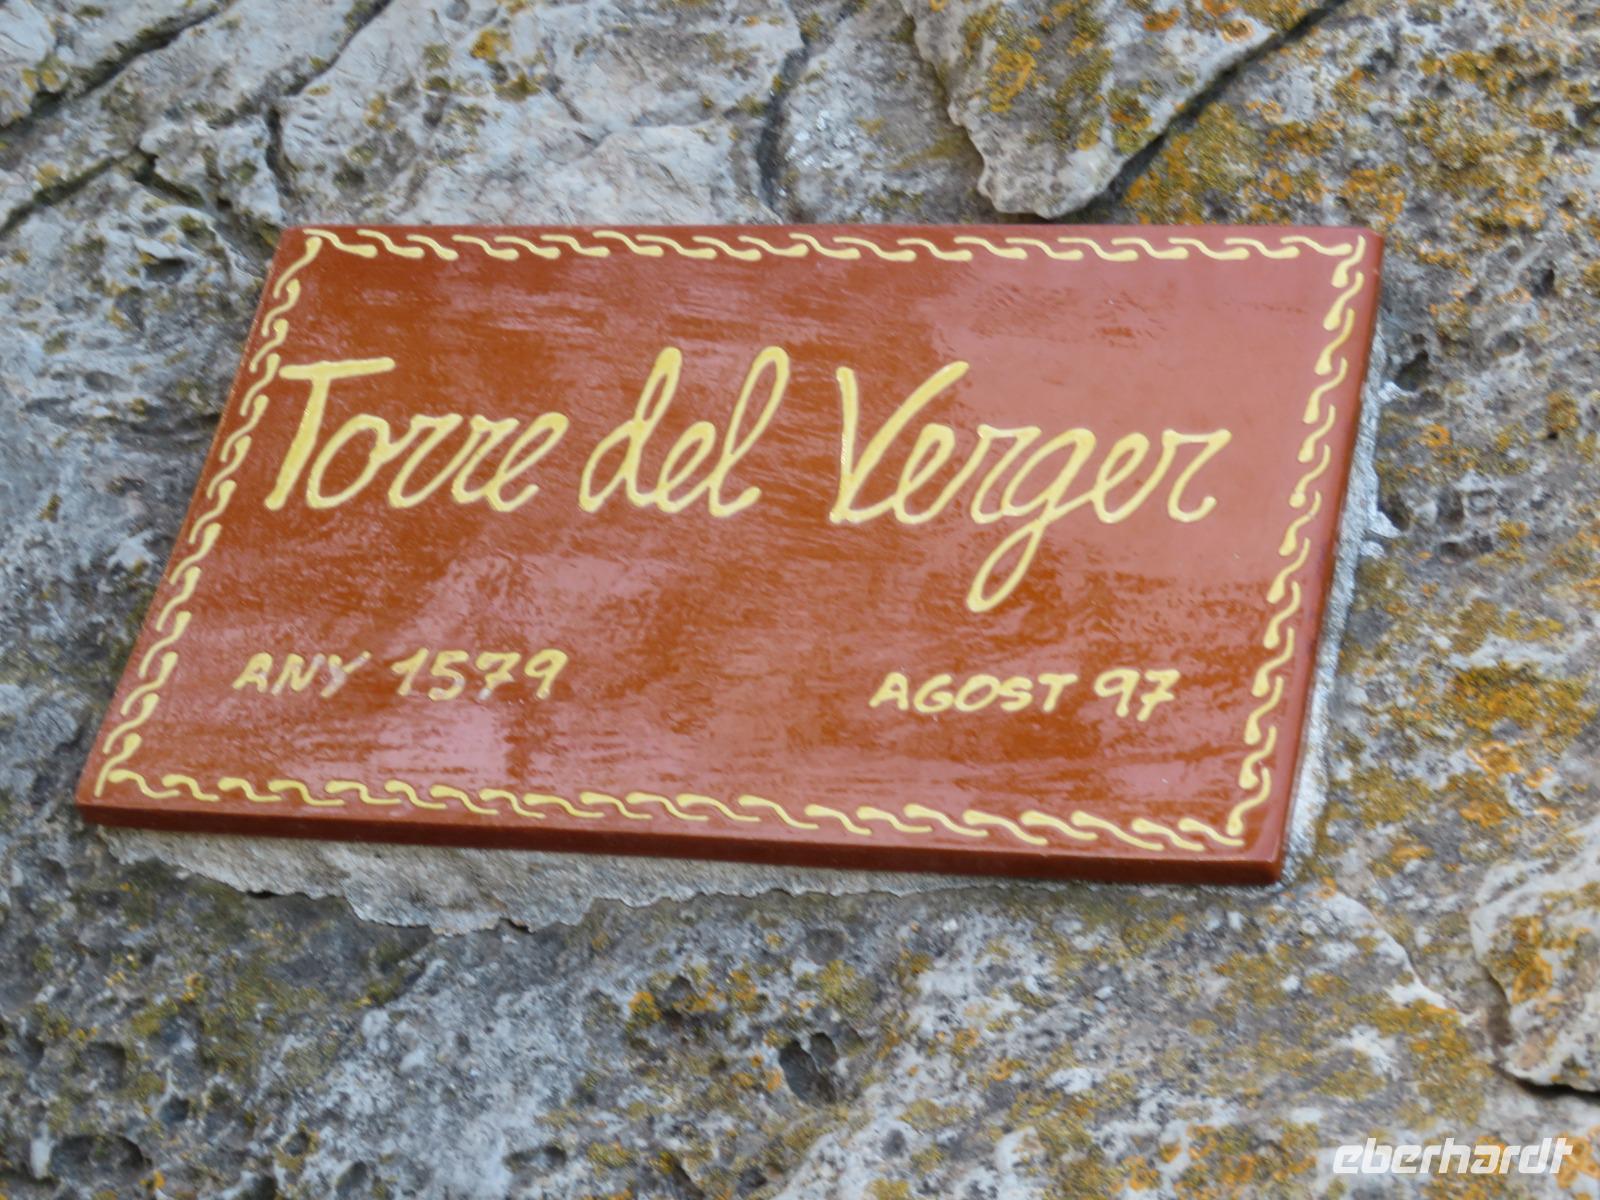 Torre del Verger
ANY 1579 AGOST 97
eberhardt